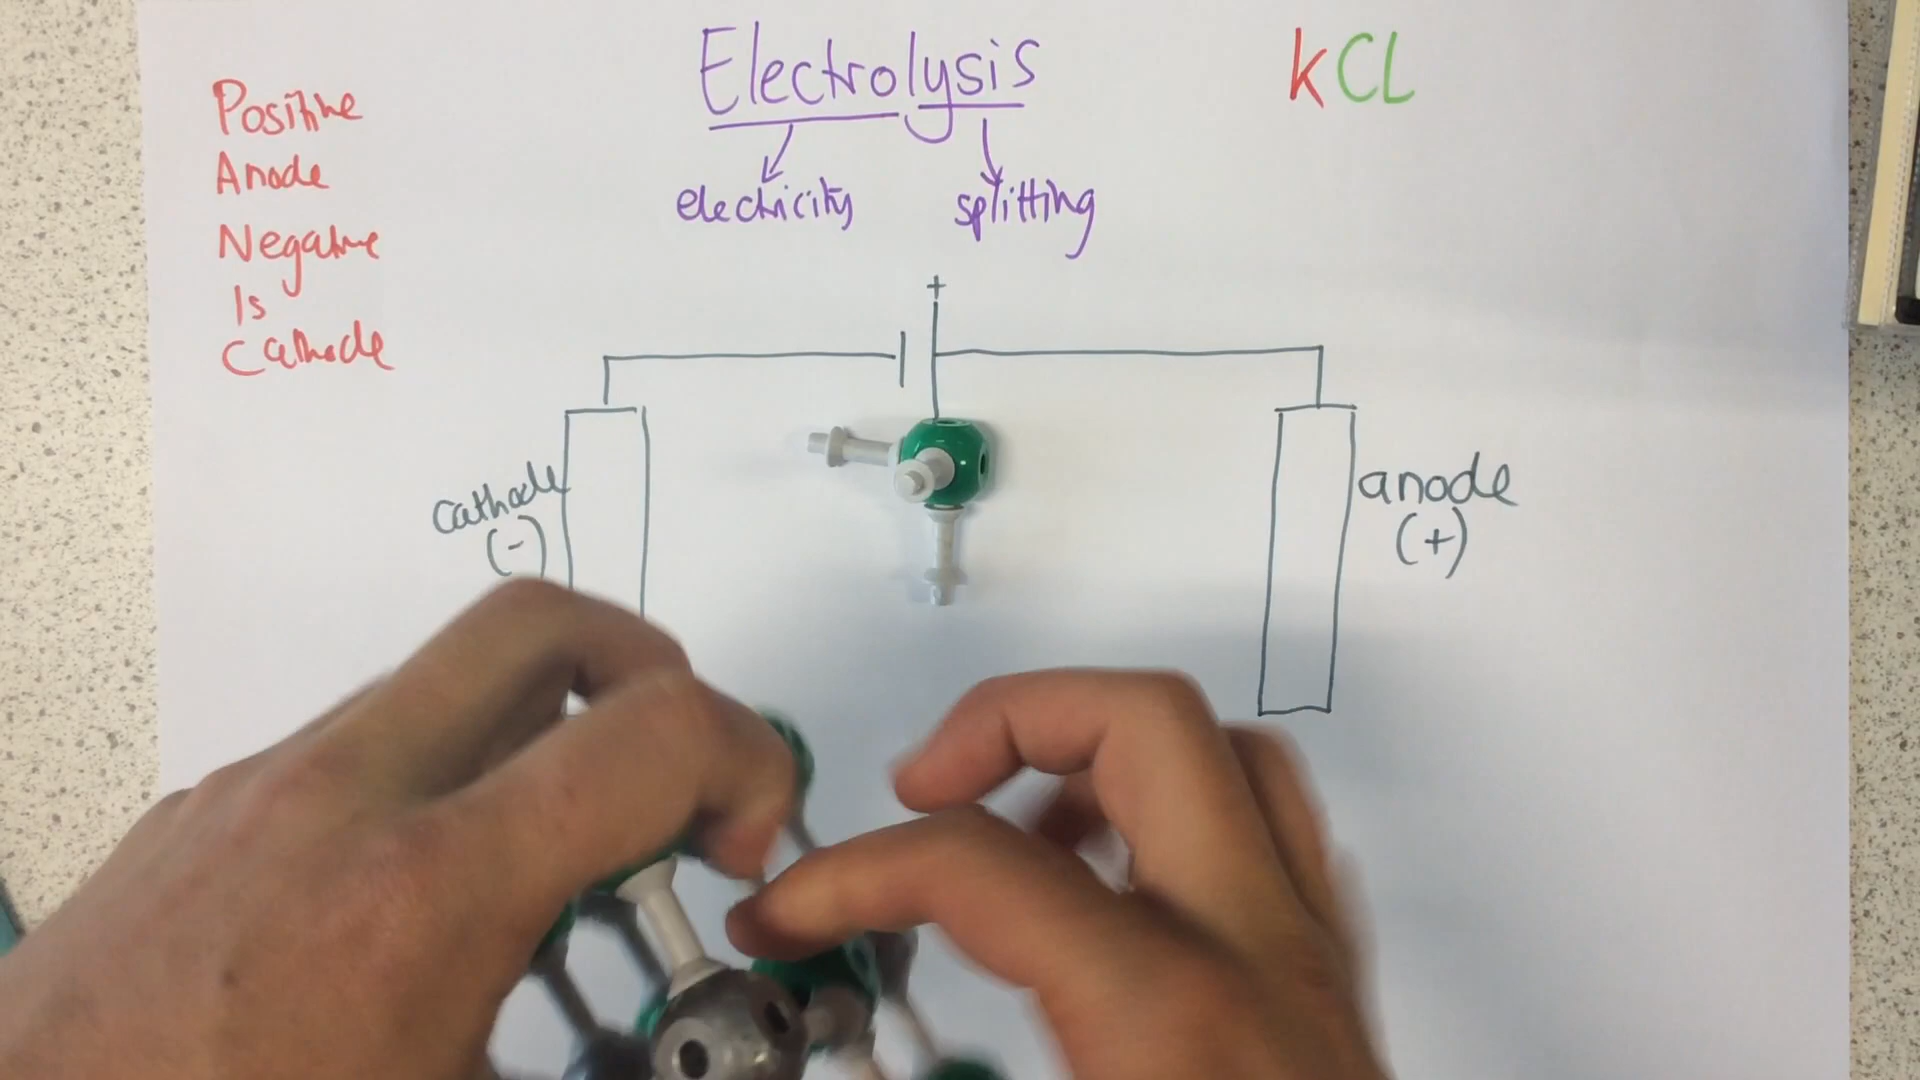 Electrolysis
kCL
electricity splitting
Positive
Anode
Negative
Is
Cathode
+
cathode
(-)
anode
(+)